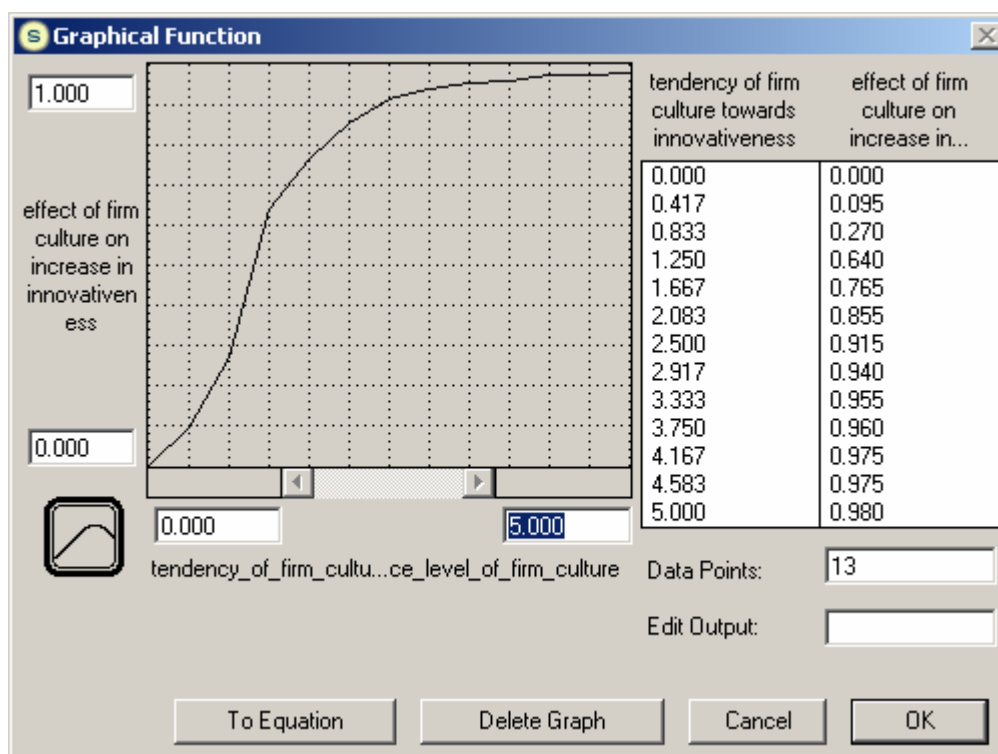 Graphical Function
1.000
effect of firm
culture on
increase in
innovativen
ess
0.000
0.000
5.000
tendency_of_firm_cultu...ce_level_of_firm_culture
tendency of firm
culture towards
innovativeness
effect of firm
culture on
increase in...
0.000 0.000
0.417 0.095
0.833 0.270
1.250 0.640
1.667 0.765
2.083 0.855
2.500 0.915
2.917 0.940
3.333 0.955
3.750 0.960
4.167 0.975
4.583 0.975
5.000 0.980
Data Points: 13
Edit Output:
To Equation
Delete Graph
Cancel
OK